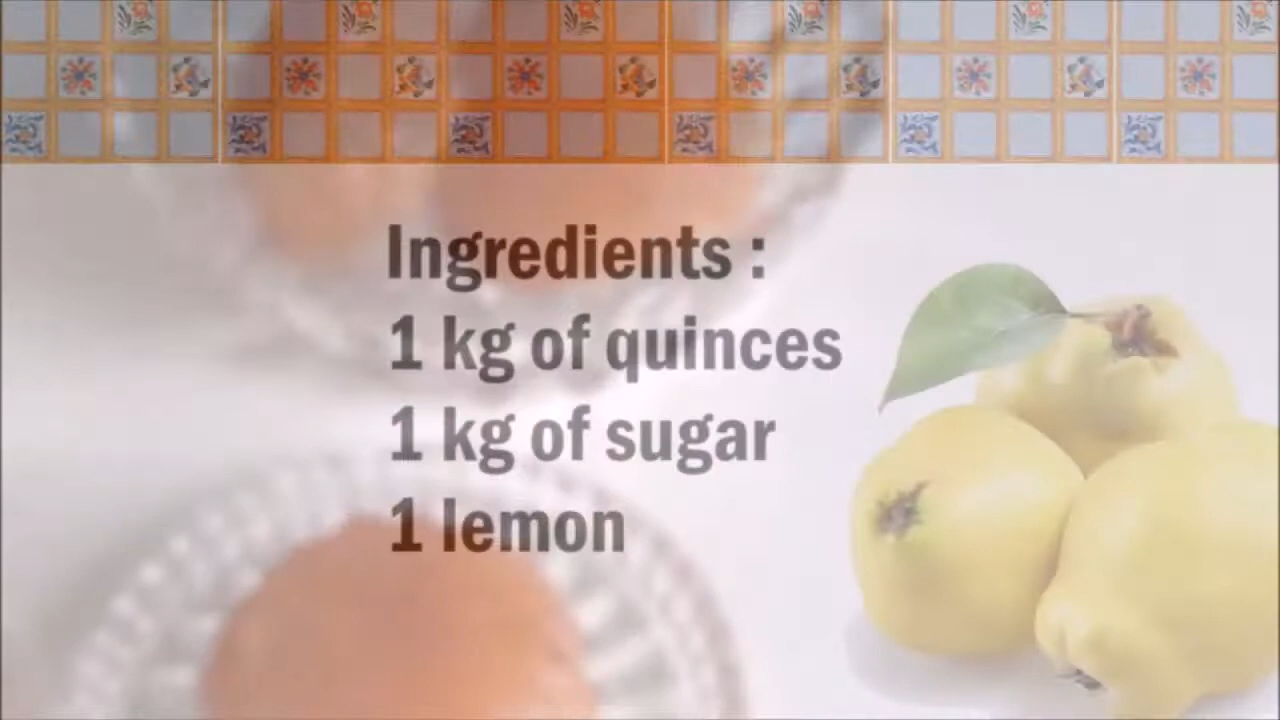 Ingredients :
1 kg of quinces
1 kg of sugar
1 lemon